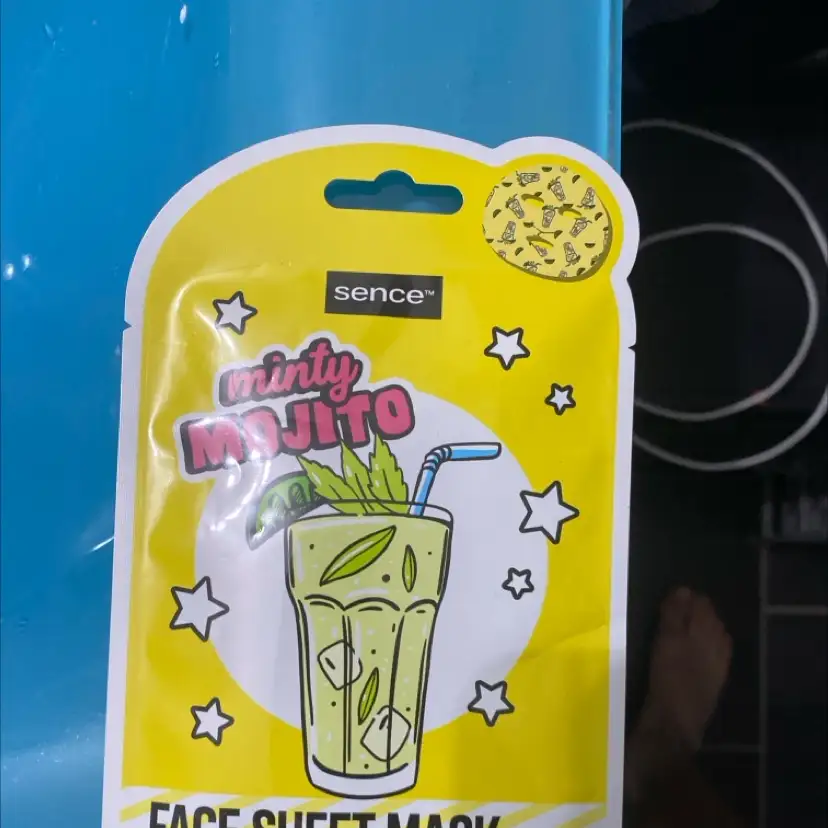 sence™
minty
MOJITO
FACE SHEET MASK